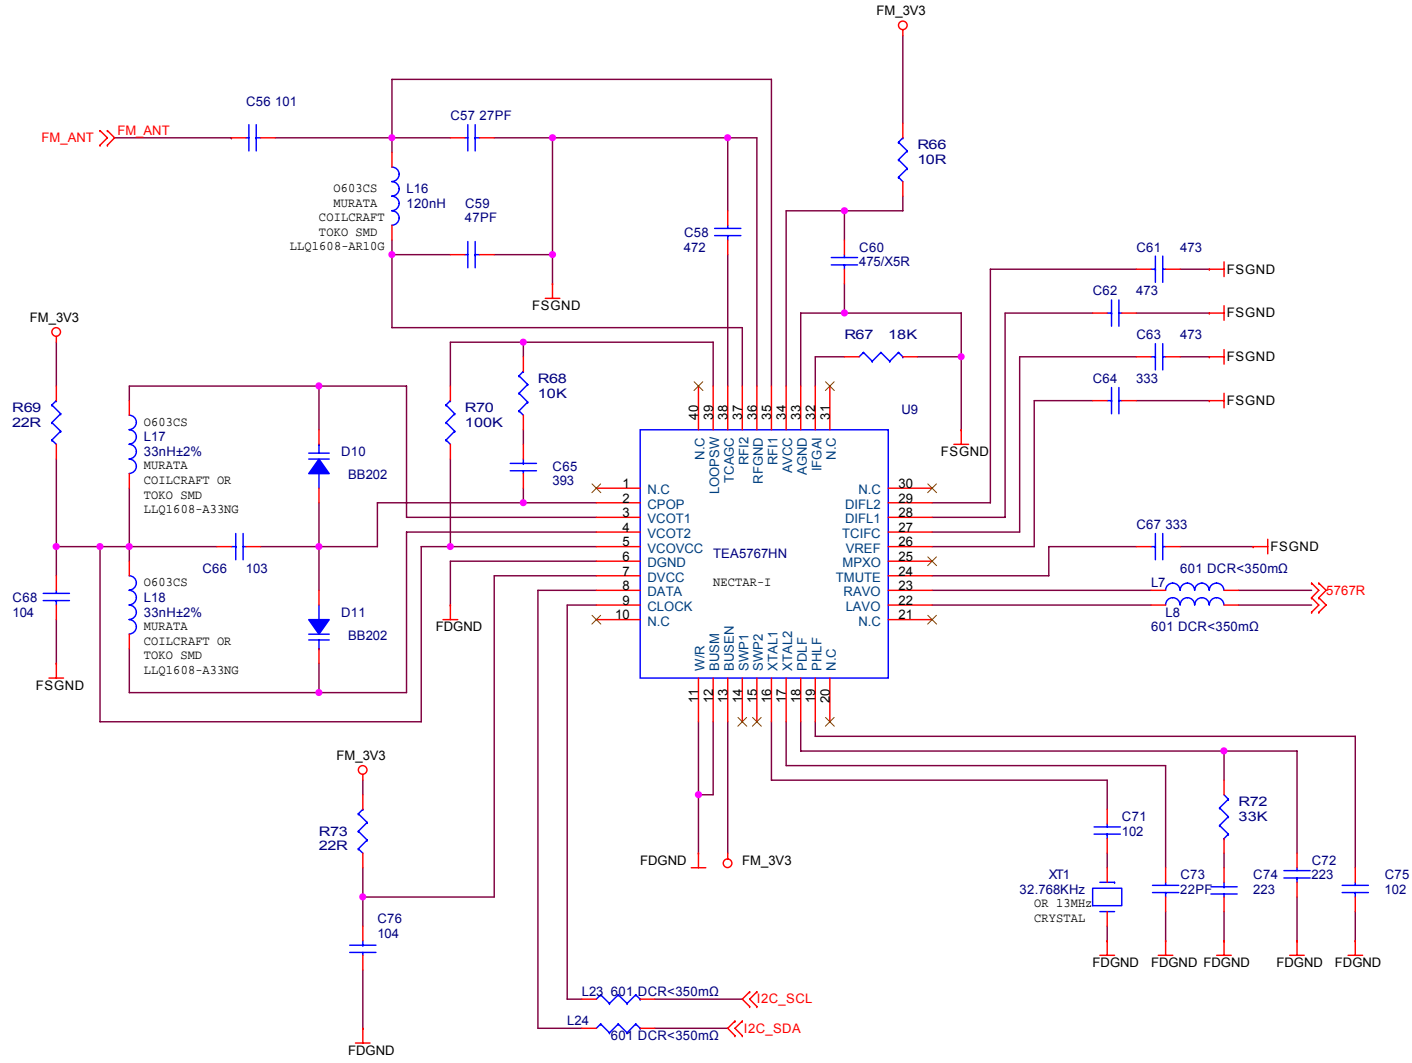 FM_3V3
C56 101
C57 27PF
FM_ANT
FM_ANT
R66
10R
O603CS
MURATA
COILCRAFT
TOKO SMD
LLQ1608-AR10G
L16
120nH
C59
47PF
C58
472
C60
475/X5R
C61 473
FSGND
C62 473
FSGND
C63 473
FSGND
C64 333
FSGND
FSGND
FM_3V3
R67 18K
R68
10K
R70
100K
R69
22R
O603CS
L17
33nH±2%
MURATA
COILCRAFT OR
TOKO SMD
LLQ1608-A33NG
D10
BB202
C65
393
U9
FSGND
40 39 38 37 36 35 34 33 32 31
N.C LOOPSW TCAGC RFI2 RFGND RFI1 AVCC AGND IFGAI N.C
1 N.C
2 CPOP
3 VCOT1
4 VCOT2
5 VCOVCC
6 DGND
7 DVCC
8 DATA
9 CLOCK
10 N.C
TEA5767HN
NECTAR-I
N.C 30
DIFL2 29
DIFL1 28
TCIFC 27
VREF 26
MPXO 25
TMUTE 24
RAVO 23
LAVO 22
N.C 21
W/R BUSM BUSEN SWP1 SWP2 XTAL1 XTAL2 PDLF PHLF N.C
11 12 13 14 15 16 17 18 19 20
C67 333
FSGND
601 DCR<350mΩ
L7
5767R
L8
601 DCR<350mΩ
C66 103
C68
104
FSGND
O603CS
L18
33nH±2%
MURATA
COILCRAFT OR
TOKO SMD
LLQ1608-A33NG
D11
BB202
FDGND
FM_3V3
R73
22R
C76
104
FDGND
FDGND
FM_3V3
R72
33K
C71
102
XT1
32.768KHz
OR 13MHz
CRYSTAL
C73
22PF
C74
223
C72
223
C75
102
FDGND
FDGND
FDGND
FDGND
FDGND
L23 601 DCR<350mΩ
I2C_SCL
L24
601 DCR<350mΩ
I2C_SDA